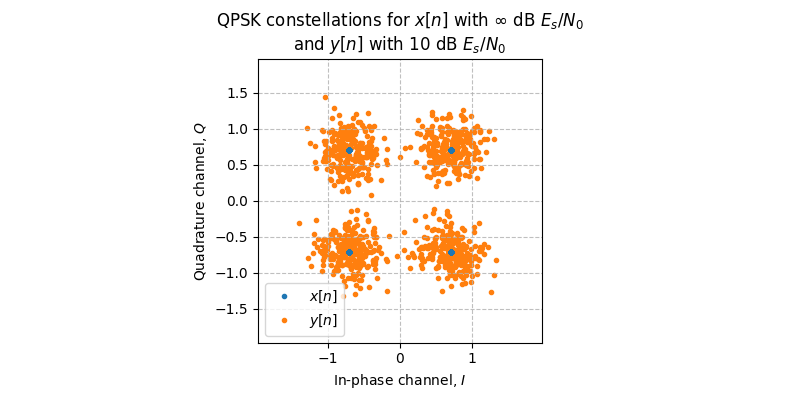 QPSK constellations for x[n] with ∞ dB Eₛ/N₀
and y[n] with 10 dB Eₛ/N₀
Quadrature channel, Q
1.5
1.0
0.5
0.0
−0.5
−1.0
−1.5
x[n]
y[n]
−1
0
1
In-phase channel, I